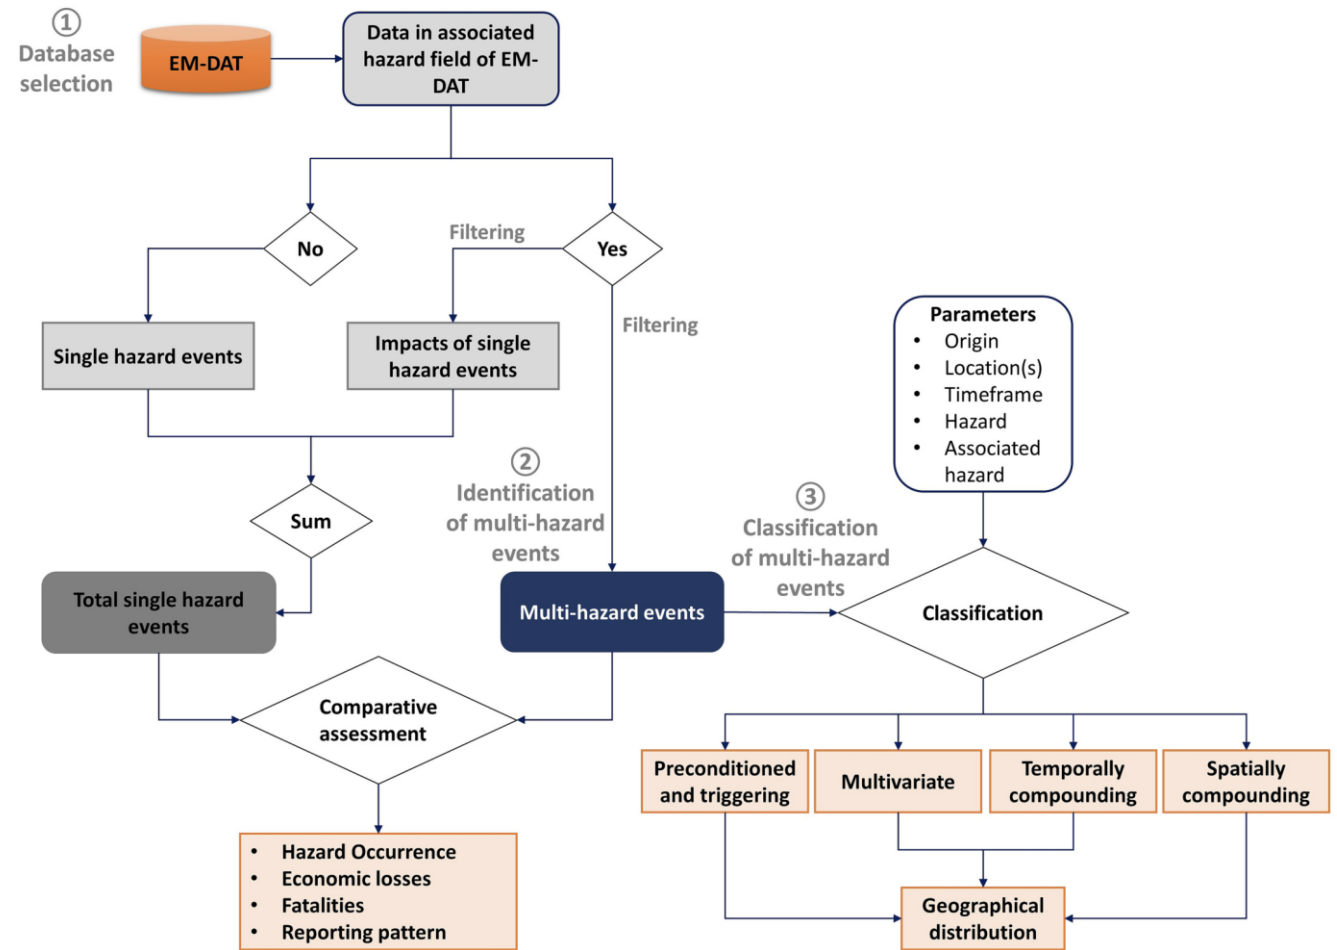 ①
Database
selection
EM-DAT
Data in associated
hazard field of EM-
DAT
No
Filtering
Yes
Filtering
Single hazard events
Impacts of single
hazard events
Parameters
• Origin
• Location(s)
• Timeframe
• Hazard
• Associated
hazard
Sum
②
Identification
of multi-hazard
events
③
Classification
of multi-hazard
events
Total single hazard
events
Multi-hazard events
Classification
Comparative
assessment
Preconditioned
and triggering
Multivariate
Temporally
compounding
Spatially
compounding
• Hazard Occurrence
• Economic losses
• Fatalities
• Reporting pattern
Geographical
distribution